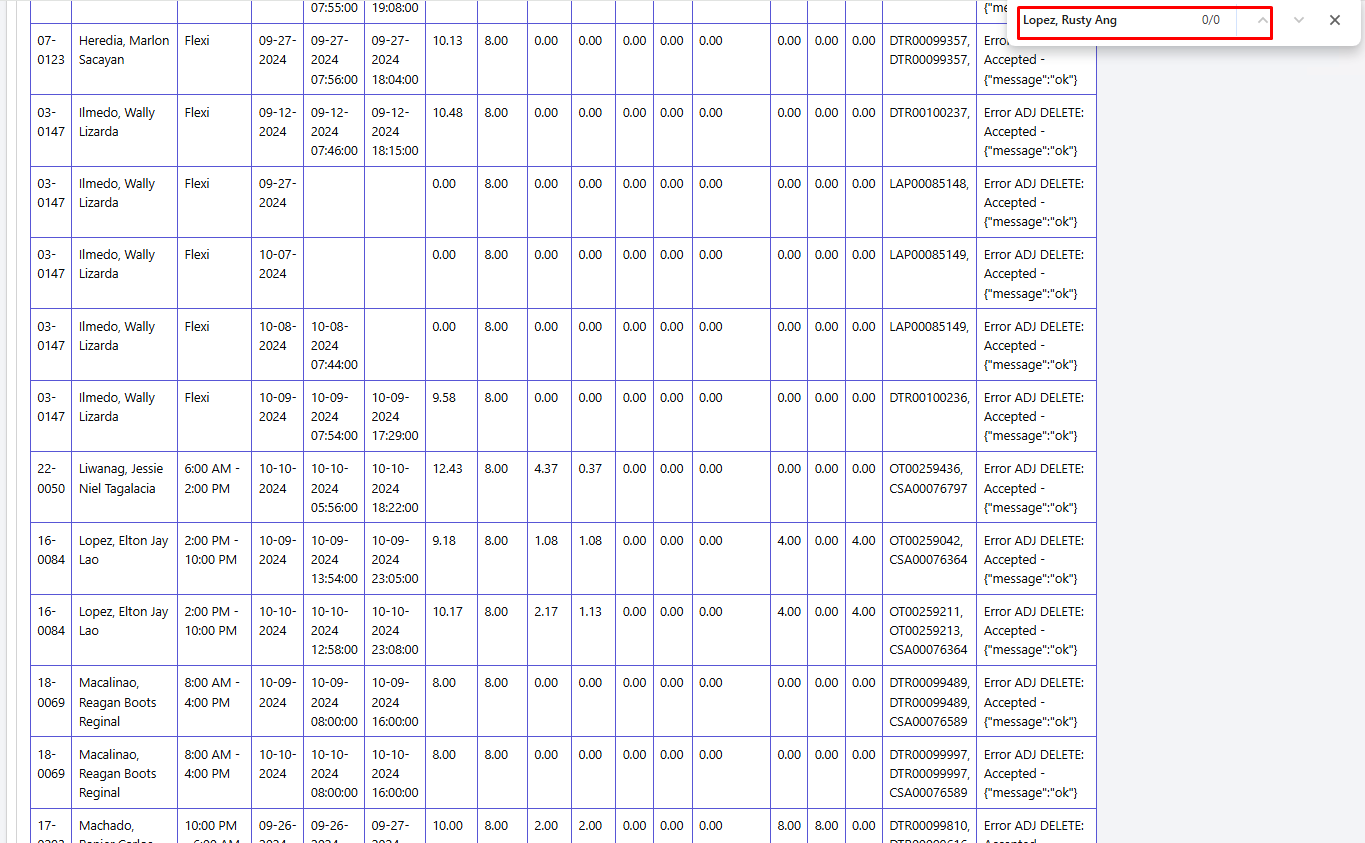 Lopez, Rusty Ang 0/0
07:55:00 19:08:00 {"me
07-0123 Heredia, Marlon Sacayan Flexi 09-27-2024 09-27-2024 07:56:00 09-27-2024 18:04:00 10.13 8.00 0.00 0.00 0.00 0.00 0.00 0.00 0.00 0.00 DTR00099357, DTR00099357, Error Accepted - {"message":"ok"}
03-0147 Ilmedo, Wally Lizarda Flexi 09-12-2024 09-12-2024 07:46:00 09-12-2024 18:15:00 10.48 8.00 0.00 0.00 0.00 0.00 0.00 0.00 0.00 0.00 DTR00100237, Error ADJ DELETE: Accepted - {"message":"ok"}
03-0147 Ilmedo, Wally Lizarda Flexi 09-27-2024 0.00 8.00 0.00 0.00 0.00 0.00 0.00 0.00 0.00 0.00 LAP00085148, Error ADJ DELETE: Accepted - {"message":"ok"}
03-0147 Ilmedo, Wally Lizarda Flexi 10-07-2024 0.00 8.00 0.00 0.00 0.00 0.00 0.00 0.00 0.00 0.00 LAP00085149, Error ADJ DELETE: Accepted - {"message":"ok"}
03-0147 Ilmedo, Wally Lizarda Flexi 10-08-2024 10-08-2024 07:44:00 0.00 8.00 0.00 0.00 0.00 0.00 0.00 0.00 0.00 0.00 LAP00085149, Error ADJ DELETE: Accepted - {"message":"ok"}
03-0147 Ilmedo, Wally Lizarda Flexi 10-09-2024 10-09-2024 07:54:00 10-09-2024 17:29:00 9.58 8.00 0.00 0.00 0.00 0.00 0.00 0.00 0.00 0.00 DTR00100236, Error ADJ DELETE: Accepted - {"message":"ok"}
22-0050 Liwanag, Jessie Niel Tagalacia 6:00 AM - 2:00 PM 10-10-2024 10-10-2024 05:56:00 10-10-2024 18:22:00 12.43 8.00 4.37 0.37 0.00 0.00 0.00 0.00 0.00 0.00 OT00259436, CSA00076797 Error ADJ DELETE: Accepted - {"message":"ok"}
16-0084 Lopez, Elton Jay Lao 2:00 PM - 10:00 PM 10-09-2024 10-09-2024 13:54:00 10-09-2024 23:05:00 9.18 8.00 1.08 1.08 0.00 0.00 0.00 4.00 0.00 4.00 OT00259042, CSA00076364 Error ADJ DELETE: Accepted - {"message":"ok"}
16-0084 Lopez, Elton Jay Lao 2:00 PM - 10:00 PM 10-10-2024 10-10-2024 12:58:00 10-10-2024 23:08:00 10.17 8.00 2.17 1.13 0.00 0.00 0.00 4.00 0.00 4.00 OT00259211, OT00259213, CSA00076364 Error ADJ DELETE: Accepted - {"message":"ok"}
18-0069 Macalinao, Reagan Boots Reginal 8:00 AM - 4:00 PM 10-09-2024 10-09-2024 08:00:00 10-09-2024 16:00:00 8.00 8.00 0.00 0.00 0.00 0.00 0.00 0.00 0.00 0.00 DTR00099489, DTR00099489, CSA00076589 Error ADJ DELETE: Accepted - {"message":"ok"}
18-0069 Macalinao, Reagan Boots Reginal 8:00 AM - 4:00 PM 10-10-2024 10-10-2024 08:00:00 10-10-2024 16:00:00 8.00 8.00 0.00 0.00 0.00 0.00 0.00 0.00 0.00 0.00 DTR00099997, DTR00099997, CSA00076589 Error ADJ DELETE: Accepted - {"message":"ok"}
17- Machado, 10:00 PM 09-26- 09-26- 09-27- 10.00 8.00 2.00 2.00 0.00 0.00 0.00 8.00 8.00 0.00 DTR00099810, Error ADJ DELETE: